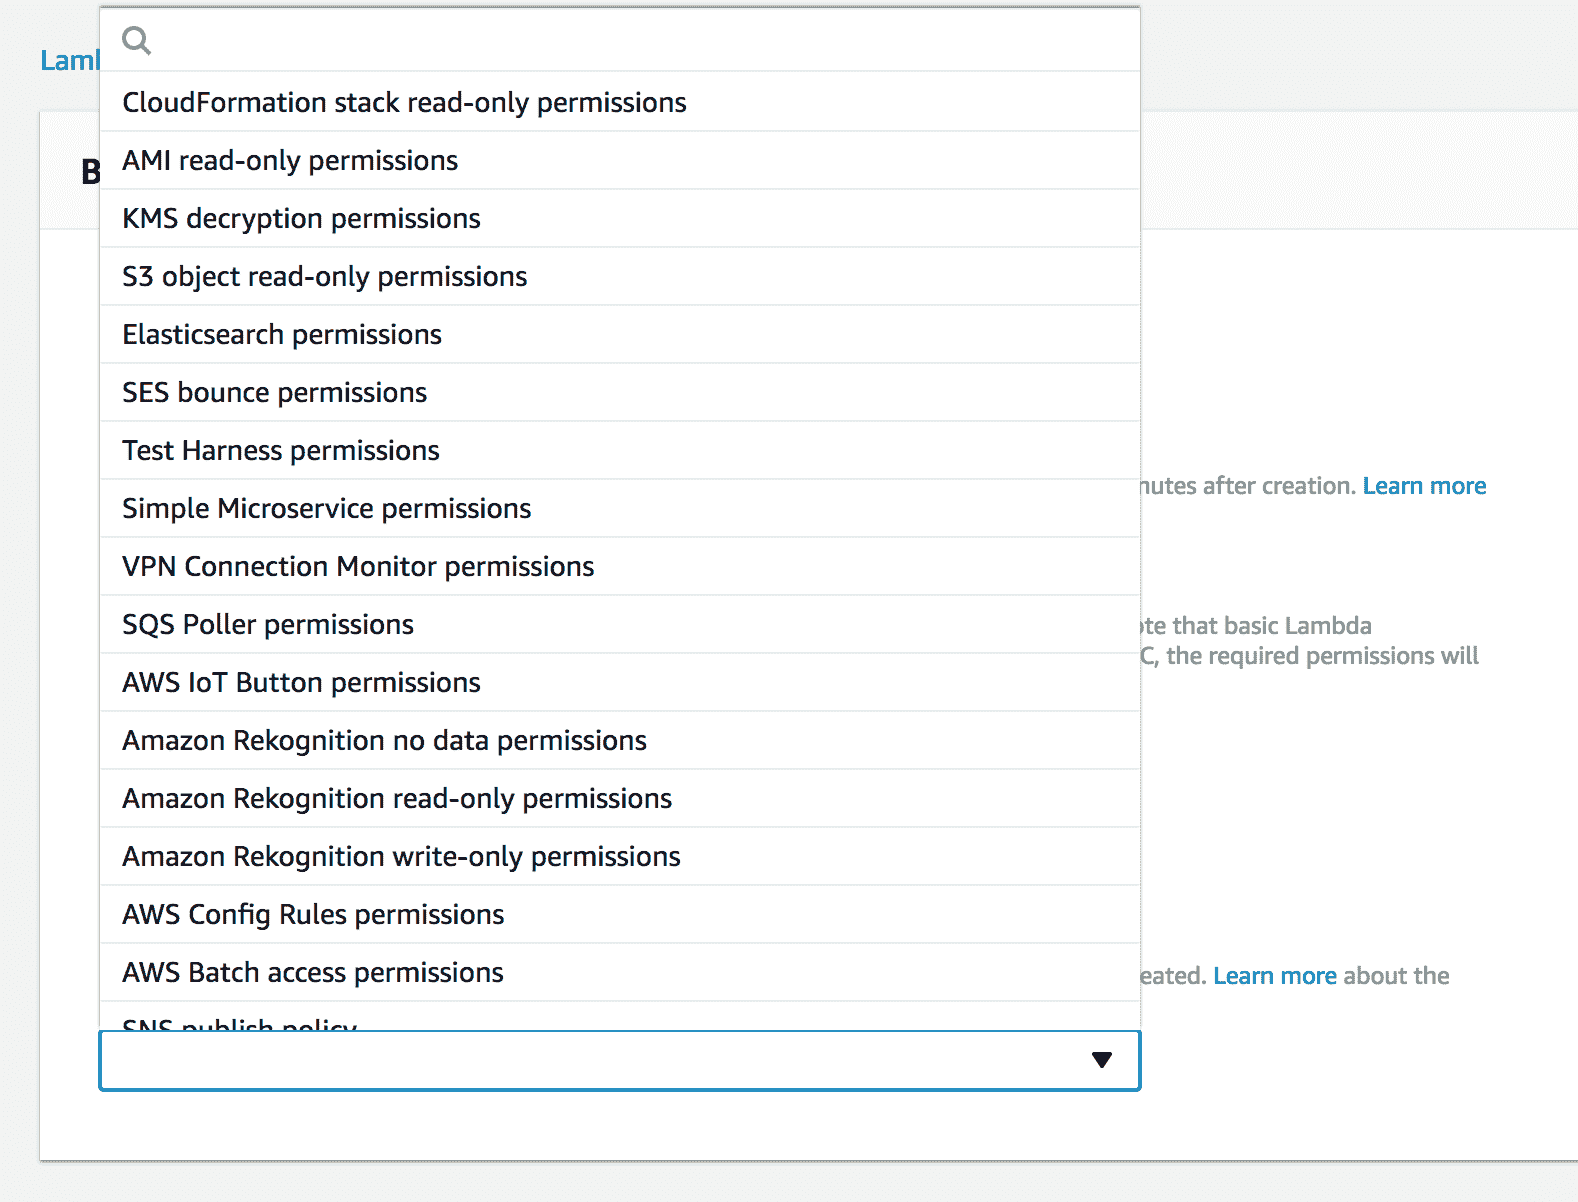 CloudFormation stack read-only permissions
AMI read-only permissions
KMS decryption permissions
S3 object read-only permissions
Elasticsearch permissions
SES bounce permissions
Test Harness permissions
Simple Microservice permissions
VPN Connection Monitor permissions
SQS Poller permissions
AWS IoT Button permissions
Amazon Rekognition no data permissions
Amazon Rekognition read-only permissions
Amazon Rekognition write-only permissions
AWS Config Rules permissions
AWS Batch access permissions
SNS publish policy
after creation. Learn more
that basic Lambda
the required permissions will
Learn more about the